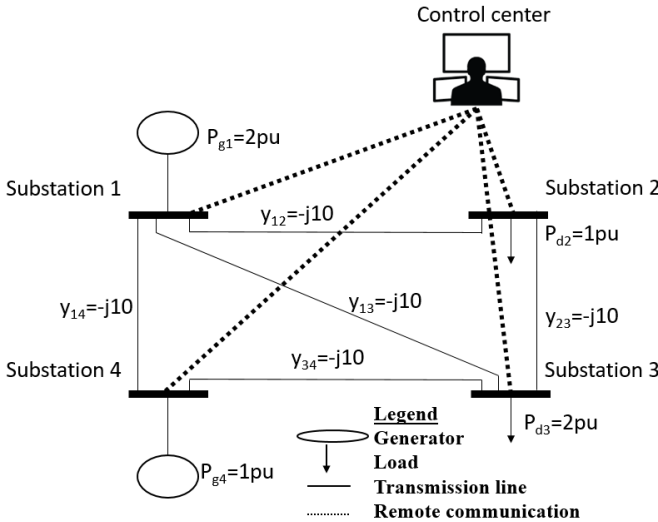 Control center
P_g1=2pu
Substation 1
Substation 2
y_12=-j10
P_d2=1pu
y_14=-j10
y_13=-j10
y_23=-j10
Substation 4
y_34=-j10
Substation 3
P_g4=1pu
P_d3=2pu
Legend
Generator
Load
Transmission line
Remote communication